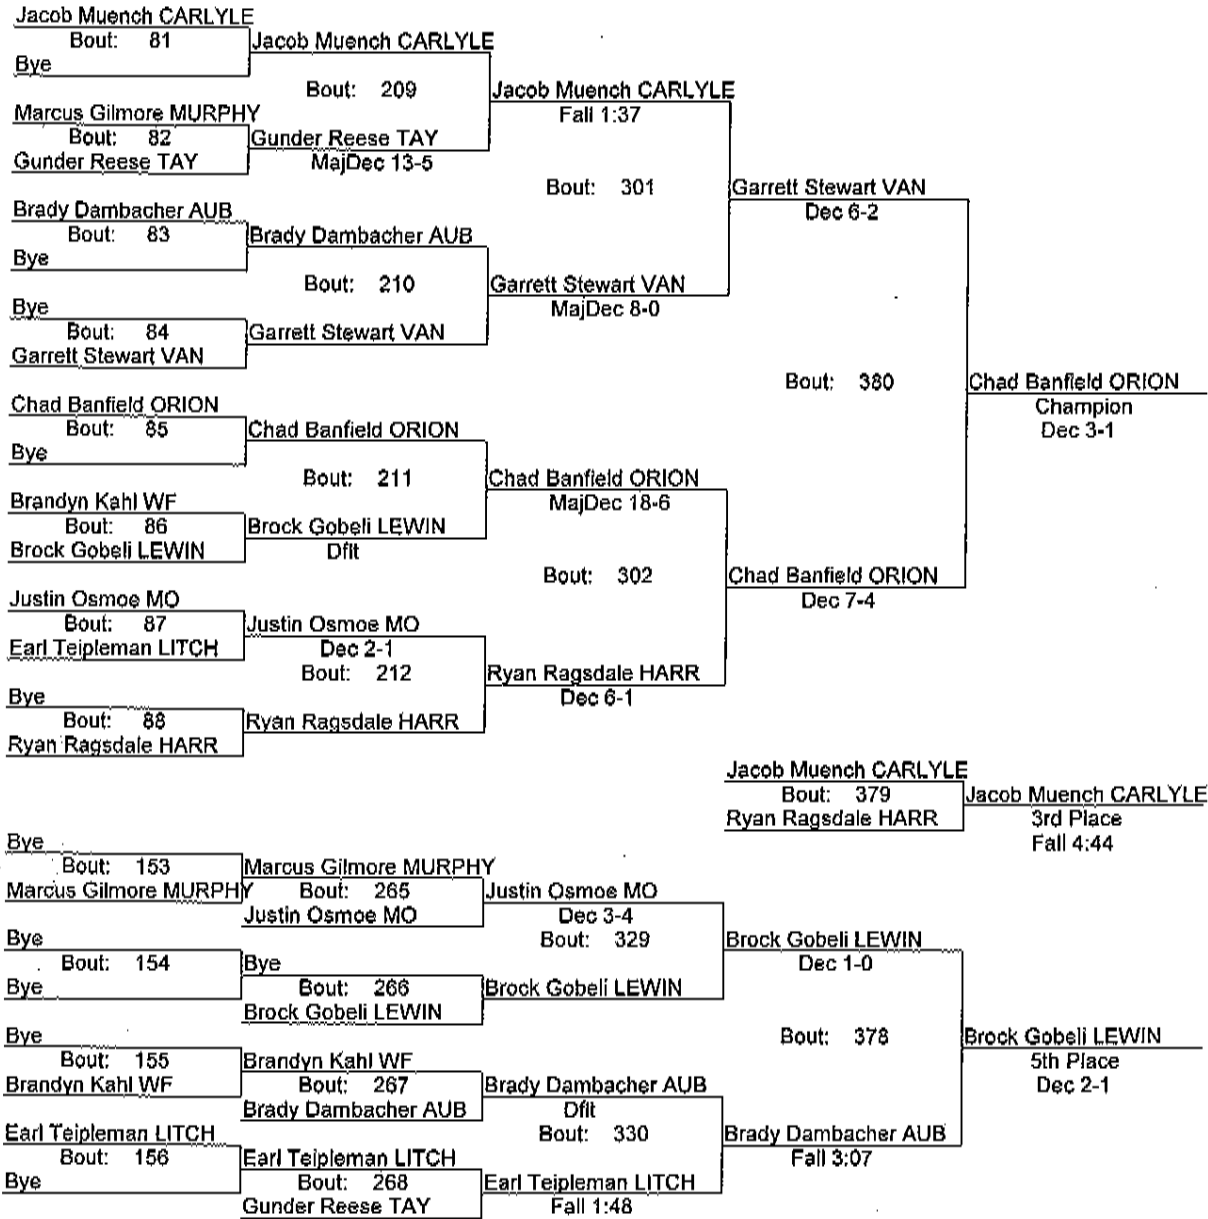 Jacob Muench CARLYLE
Bout: 81
Bye
Jacob Muench CARLYLE
Bout: 209
Marcus Gilmore MURPHY
Bout: 82
Gunder Reese TAY
Gunder Reese TAY
MajDec 13-5
Jacob Muench CARLYLE
Fall 1:37
Bout: 301
Brady Dambacher AUB
Bout: 83
Bye
Brady Dambacher AUB
Bout: 210
Bye
Bout: 84
Garrett Stewart VAN
Garrett Stewart VAN
Garrett Stewart VAN
MajDec 8-0
Garrett Stewart VAN
Dec 6-2
Bout: 380
Chad Banfield ORION
Champion
Dec 3-1
Chad Banfield ORION
Bout: 85
Bye
Chad Banfield ORION
Bout: 211
Brandyn Kahl WF
Bout: 86
Brock Gobeli LEWIN
Brock Gobeli LEWIN
Dflt
Chad Banfield ORION
MajDec 18-6
Bout: 302
Justin Osmoe MO
Bout: 87
Earl Teipleman LITCH
Justin Osmoe MO
Dec 2-1
Bout: 212
Bye
Bout: 88
Ryan Ragsdale HARR
Ryan Ragsdale HARR
Ryan Ragsdale HARR
Dec 6-1
Chad Banfield ORION
Dec 7-4
Jacob Muench CARLYLE
Bout: 379
Ryan Ragsdale HARR
Jacob Muench CARLYLE
3rd Place
Fall 4:44
Bye
Bout: 153
Marcus Gilmore MURPHY
Marcus Gilmore MURPHY
Bout: 265
Justin Osmoe MO
Justin Osmoe MO
Dec 3-4
Bout: 329
Bye
Bout: 154
Bye
Bye
Bout: 266
Brock Gobeli LEWIN
Brock Gobeli LEWIN
Brock Gobeli LEWIN
Dec 1-0
Bout: 378
Brock Gobeli LEWIN
5th Place
Dec 2-1
Bye
Bout: 155
Brandyn Kahl WF
Brandyn Kahl WF
Bout: 267
Brady Dambacher AUB
Brady Dambacher AUB
Dflt
Bout: 330
Earl Teipleman LITCH
Bout: 156
Bye
Earl Teipleman LITCH
Bout: 268
Gunder Reese TAY
Earl Teipleman LITCH
Fall 1:48
Brady Dambacher AUB
Fall 3:07